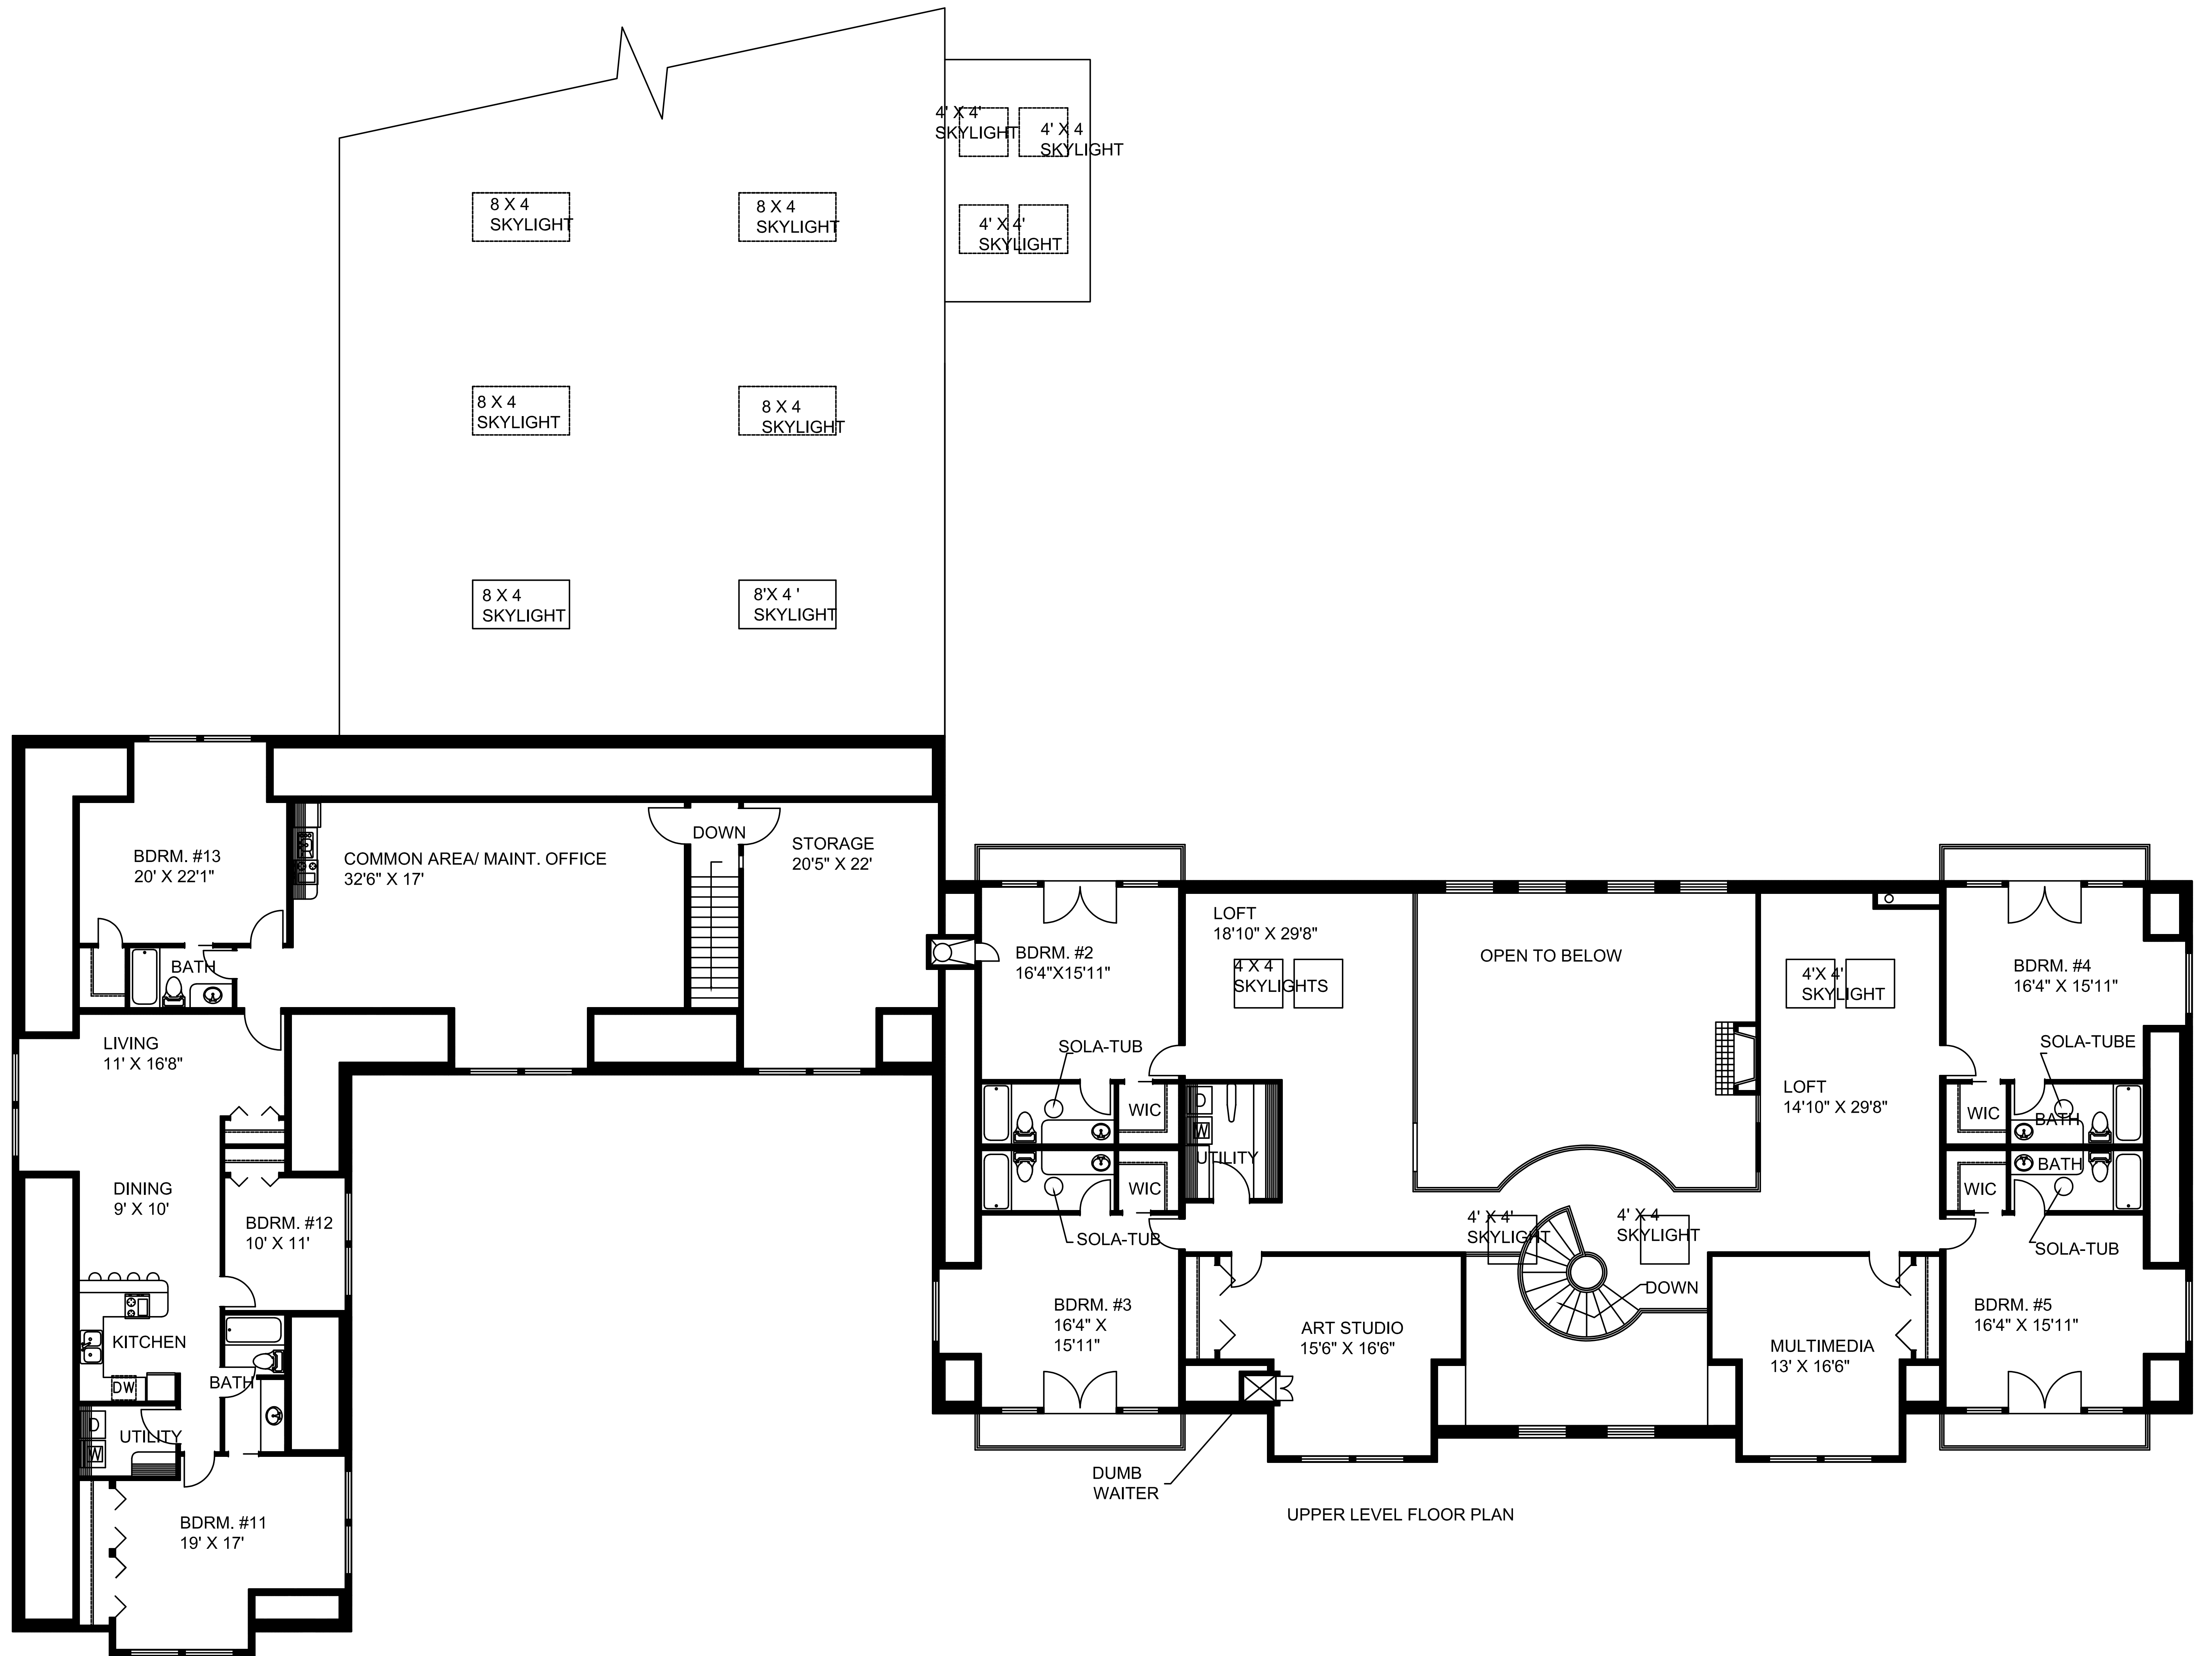 4' X 4'
SKYLIGHT
4' X 4
SKYLIGHT
8 X 4
SKYLIGHT
8 X 4
SKYLIGHT
4' X 4'
SKYLIGHT
8 X 4
SKYLIGHT
8 X 4
SKYLIGHT
8 X 4
SKYLIGHT
8'X 4 '
SKYLIGHT
BDRM. #13
20' X 22'1"
COMMON AREA/ MAINT. OFFICE
32'6" X 17'
DOWN
STORAGE
20'5" X 22'
BATH
LIVING
11' X 16'8"
DINING
9' X 10'
BDRM. #12
10' X 11'
KITCHEN
DW
BATH
UTILITY
W
D
BDRM. #11
19' X 17'
BDRM. #2
16'4"X15'11"
SOLA-TUB
WIC
WIC
SOLA-TUB
BDRM. #3
16'4" X
15'11"
LOFT
18'10" X 29'8"
4 X 4
SKYLIGHTS
D
W
UTILITY
OPEN TO BELOW
4'X 4'
SKYLIGHT
LOFT
14'10" X 29'8"
4' X 4'
SKYLIGHT
4' X 4
SKYLIGHT
DOWN
ART STUDIO
15'6" X 16'6"
MULTIMEDIA
13' X 16'6"
BDRM. #4
16'4" X 15'11"
SOLA-TUBE
WIC
BATH
BATH
WIC
SOLA-TUB
BDRM. #5
16'4" X 15'11"
DUMB
WAITER
UPPER LEVEL FLOOR PLAN